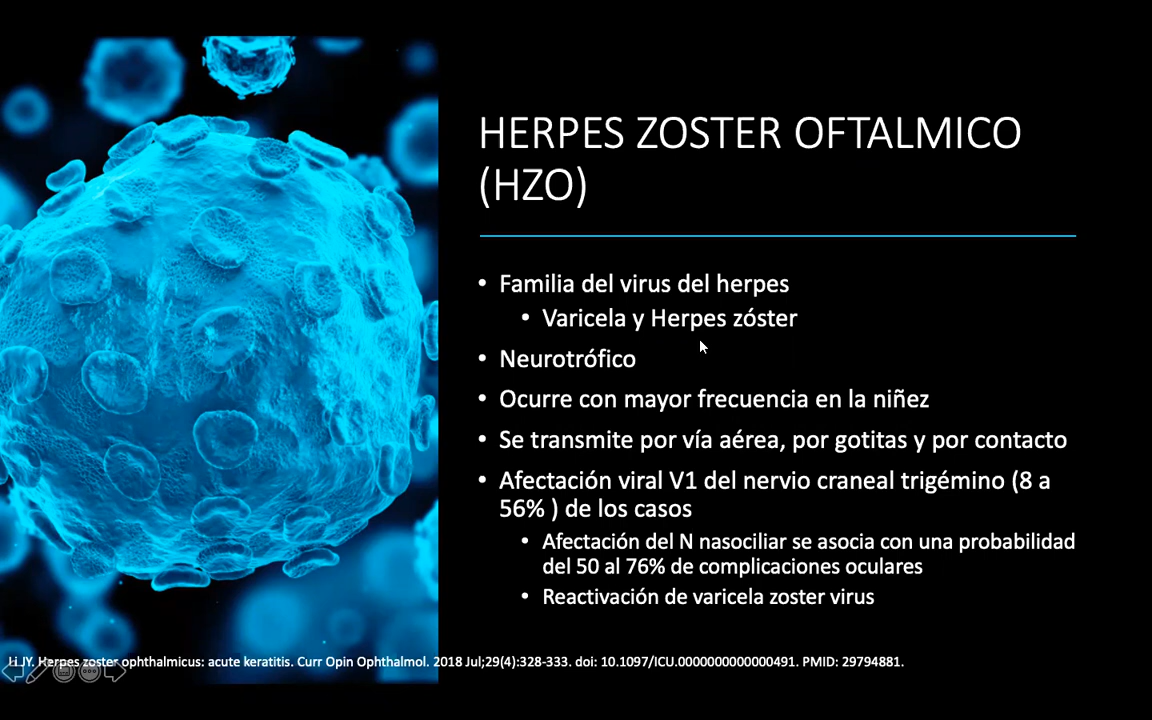 HERPES ZOSTER OFTALMICO
(HZO)
• Familia del virus del herpes
• Varicela y Herpes zóster
• Neurotrófico
• Ocurre con mayor frecuencia en la niñez
• Se transmite por vía aérea, por gotitas y por contacto
• Afectación viral V1 del nervio craneal trigémino (8 a
56% ) de los casos
• Afectación del N nasociliar se asocia con una probabilidad
del 50 al 76% de complicaciones oculares
• Reactivación de varicela zoster virus
Li JY. Herpes zoster ophthalmicus: acute keratitis. Curr Opin Ophthalmol. 2018 Jul;29(4):328-333. doi: 10.1097/ICU.0000000000000491. PMID: 29794881.